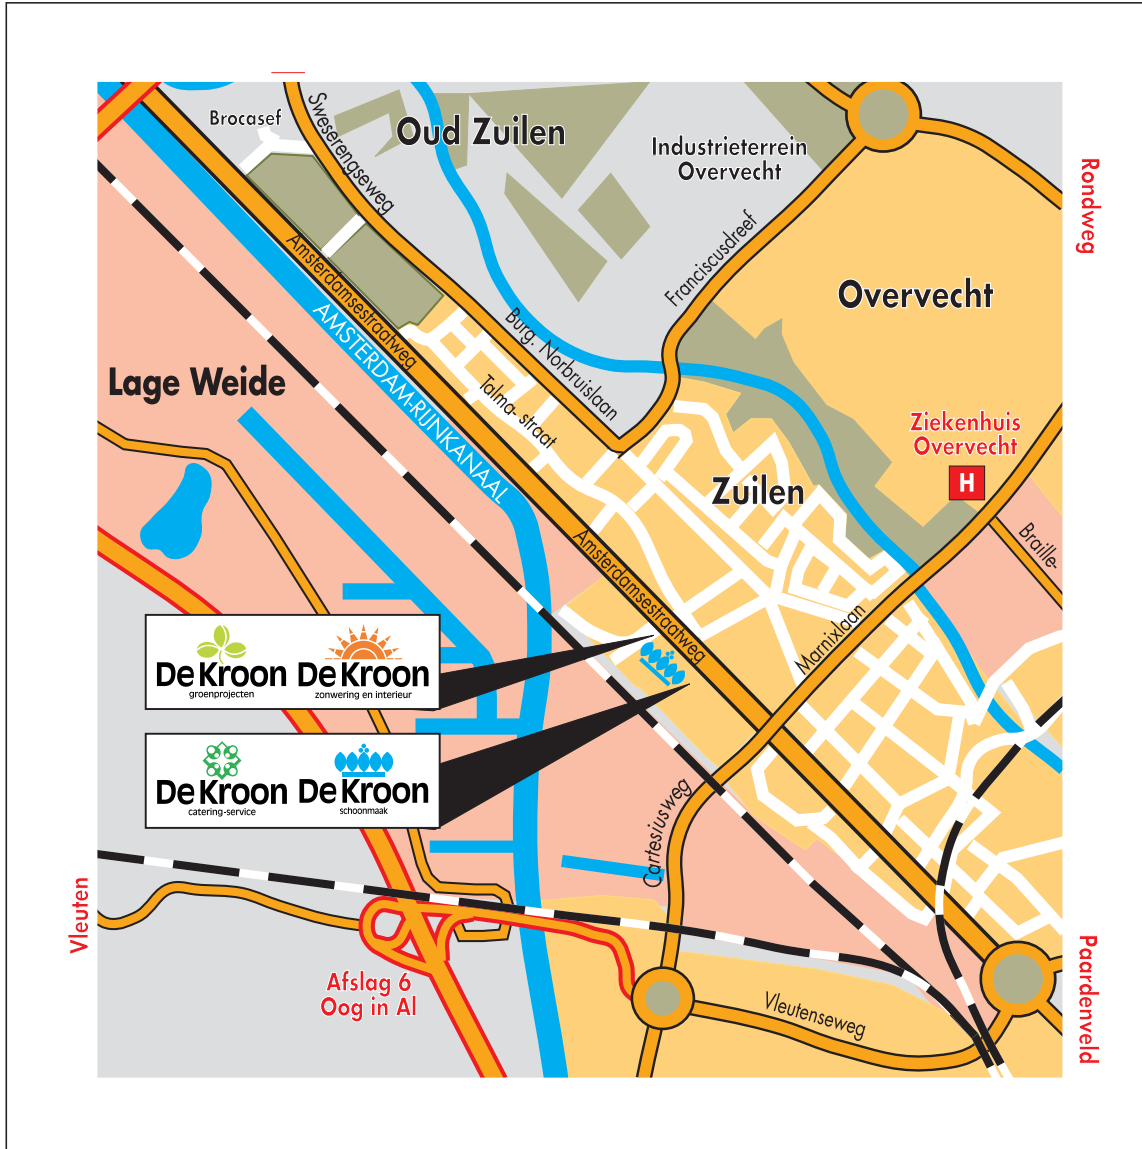 Brocasef
Sweserengseweg
Oud Zuilen
Industrieterrein
Overvecht
Rondweg
Franciscusdreef
Amsterdamsestraatweg
Overvecht
AMSTERDAM-RIJNKANAAL
Burg. Norbruislaan
Lage Weide
Talma-straat
Ziekenhuis
Overvecht
H
Zuilen
Braille-
Amsterdamsestraatweg
Marnixlaan
De Kroon
groenprojecten
De Kroon
zonwering en interieur
De Kroon
catering-service
De Kroon
schoonmaak
Cartesiusweg
Vleuten
Afslag 6
Oog in Al
Vleutenseweg
Paardenveld